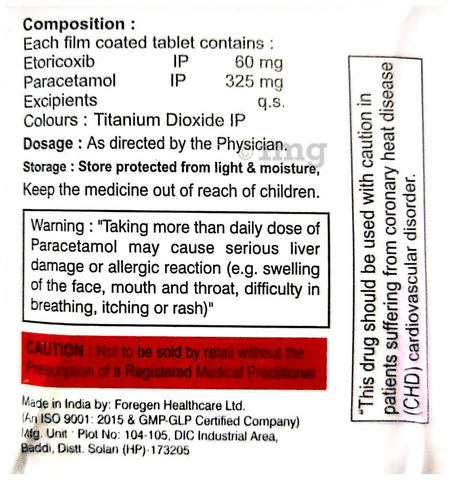 Composition :
Each film coated tablet contains :
Etoricoxib IP 60 mg
Paracetamol IP 325 mg
Excipients q.s.
Colours : Titanium Dioxide IP
Dosage : As directed by the Physician.
Storage : Store protected from light & moisture,
Keep the medicine out of reach of children.
Warning : "Taking more than daily dose of
Paracetamol may cause serious liver
damage or allergic reaction (e.g. swelling
of the face, mouth and throat, difficulty in
breathing, itching or rash)"
CAUTION : Not to be sold by retail without the
Prescription of a Registered Medical Practitioner
Made in India by: Foregen Healthcare Ltd.
(An ISO 9001: 2015 & GMP-GLP Certified Company)
Mfg. Unit : Plot No: 104-105, DIC Industrial Area,
Baddi, Distt. Solan (HP)-173205
"This drug should be used with caution in
patients suffering from coronary heat disease
(CHD) cardiovascular disorder.